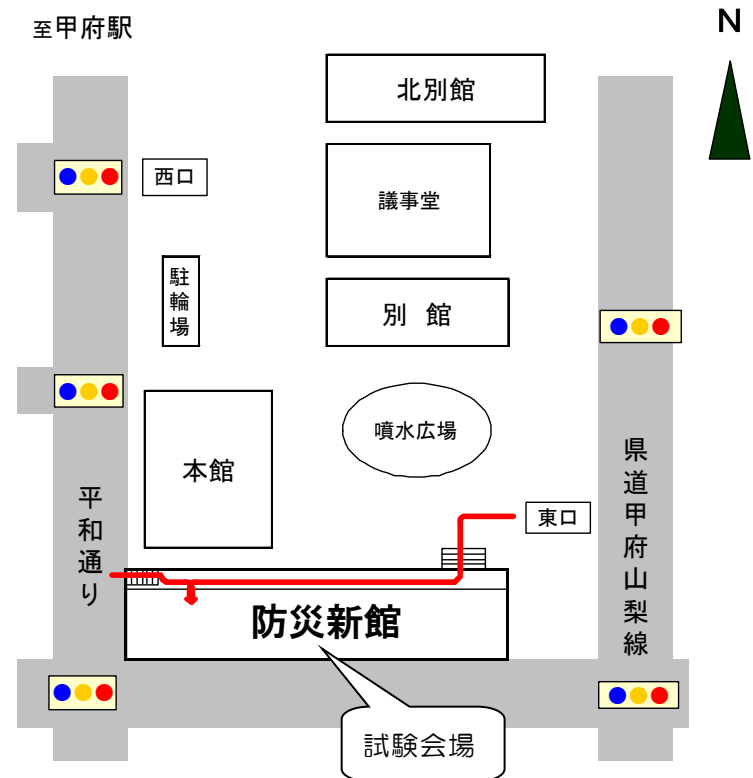 至甲府駅
N
北別館
西口
議事堂
駐輪場
別 館
噴水広場
本館
県道甲府山梨線
平和通り
東口
防災新館
試験会場